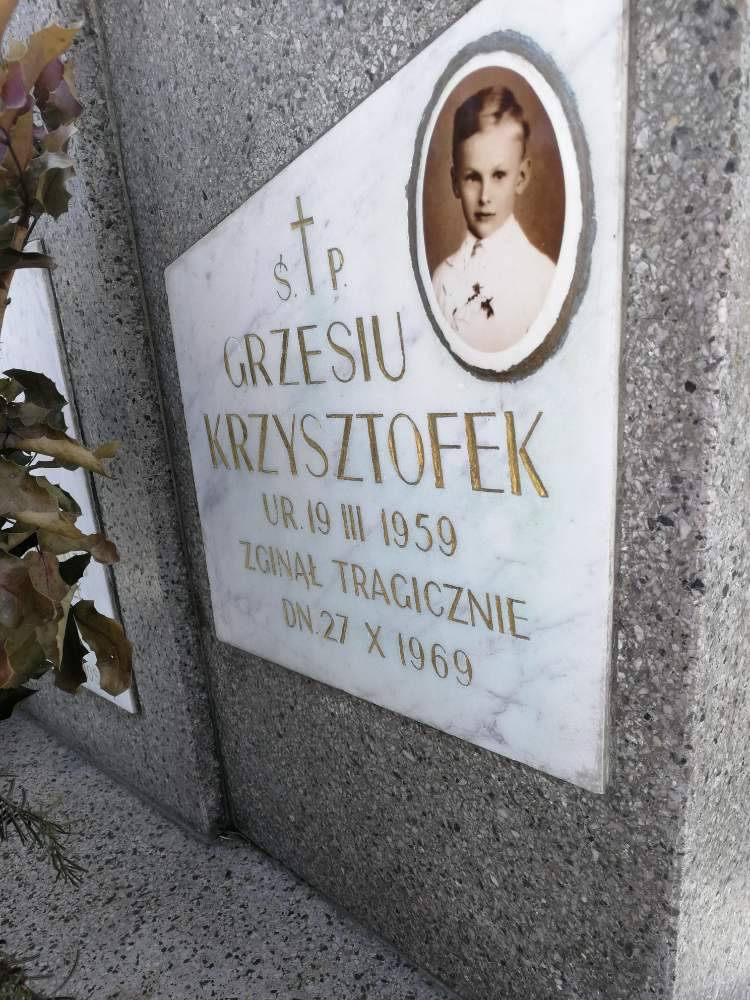 Ś. P.
GRZESIU
KRZYSZTOFEK
UR. 19 III 1959
ZGINĄŁ TRAGICZNIE
DN. 27 X 1969